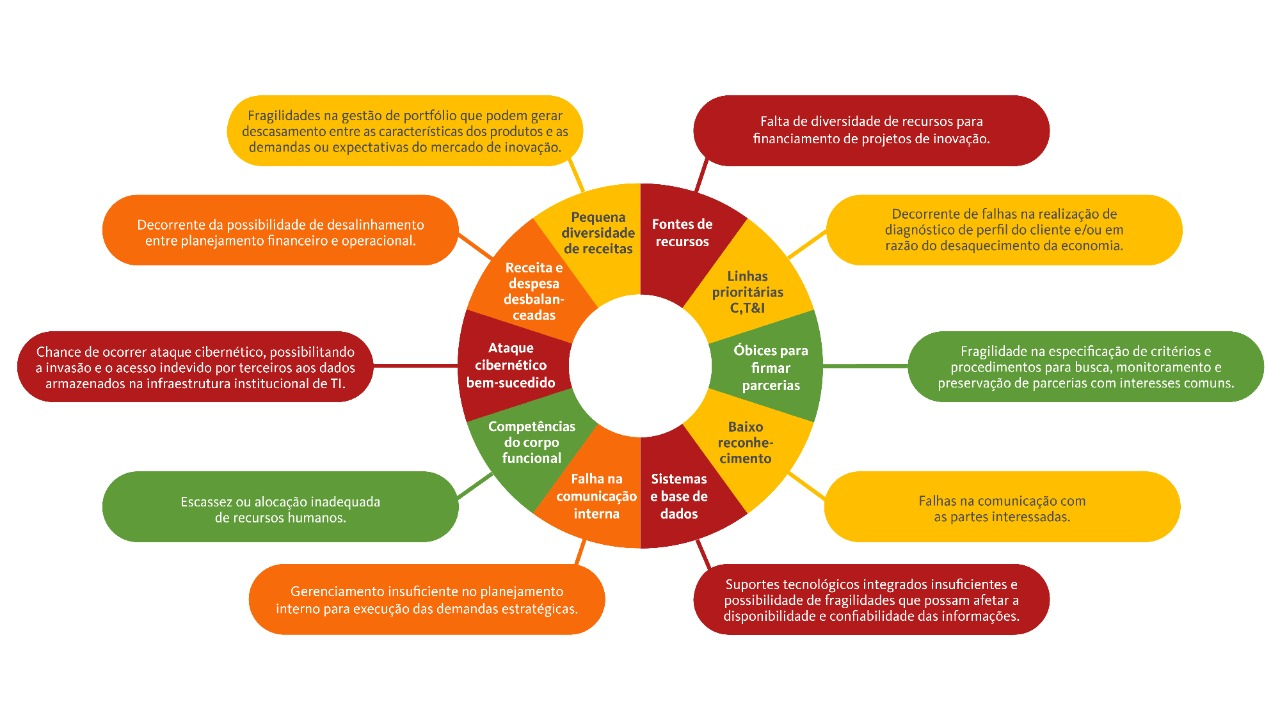 Fragilidades na gestão de portfólio que podem gerar
descasamento entre as características dos produtos e as
demandas ou expectativas do mercado de inovação.
Falta de diversidade de recursos para
financiamento de projetos de inovação.
Decorrente da possibilidade de desalinhamento
entre planejamento financeiro e operacional.
Decorrente de falhas na realização de
diagnóstico de perfil do cliente e/ou em
razão do desaquecimento da economia.
Pequena
diversidade
de receitas
Fontes de
recursos
Receita e
despesa
desbalan-
ceadas
Linhas
prioritárias
C,T&I
Chance de ocorrer ataque cibernético, possibilitando
a invasão e o acesso indevido por terceiros aos dados
armazenados na infraestrutura institucional de TI.
Ataque
cibernético
bem-sucedido
Óbices para
firmar
parcerias
Fragilidade na especificação de critérios e
procedimentos para busca, monitoramento e
preservação de parcerias com interesses comuns.
Competências
do corpo
funcional
Baixo
reconhe-
cimento
Falha na
comunicação
interna
Sistemas
e base de
dados
Escassez ou alocação inadequada
de recursos humanos.
Falhas na comunicação com
as partes interessadas.
Gerenciamento insuficiente no planejamento
interno para execução das demandas estratégicas.
Suportes tecnológicos integrados insuficientes e
possibilidade de fragilidades que possam afetar a
disponibilidade e confiabilidade das informações.